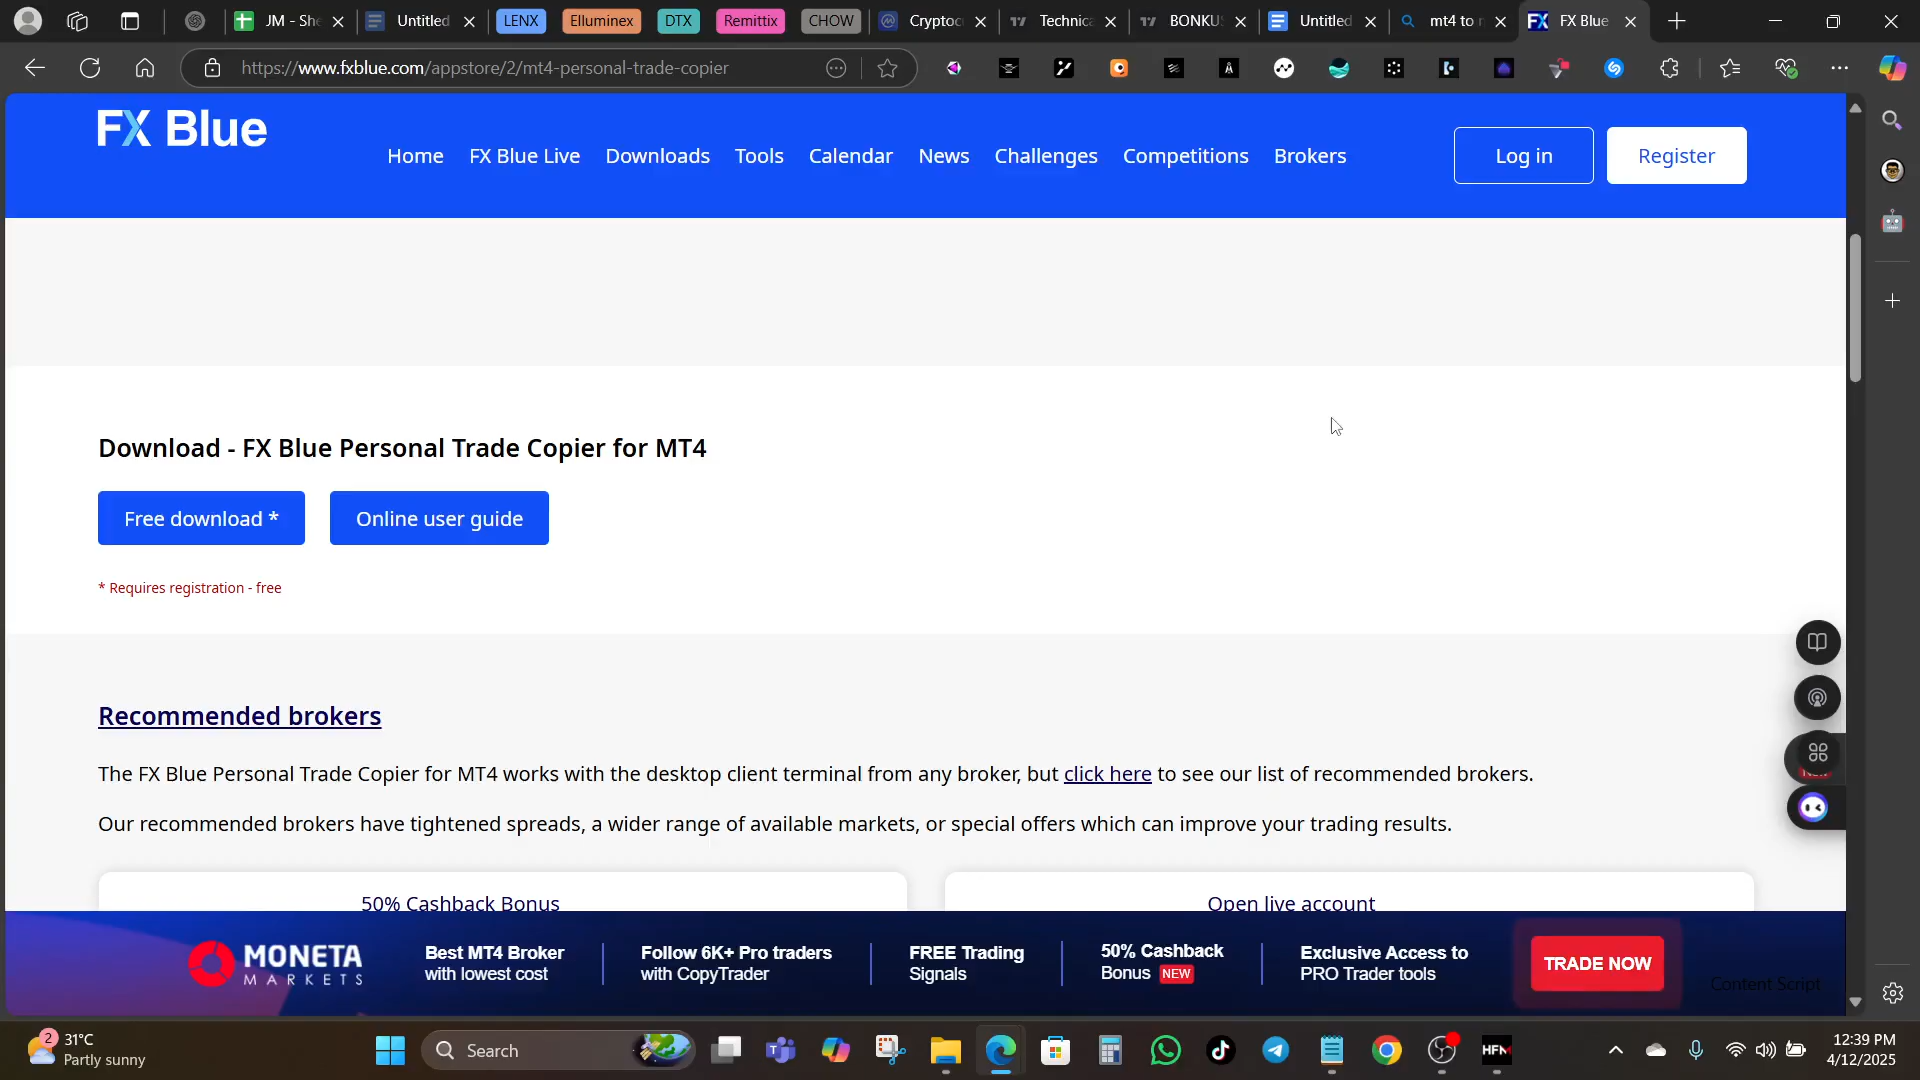 JM - She
Untitled
LENX
Elluminex
DTX
Remittix
CHOW
Cryptoc
Technica
BONKU
Untitled
mt4 to
FX Blue
https://www.fxblue.com/appstore/2/mt4-personal-trade-copier
FX Blue
Home
FX Blue Live
Downloads
Tools
Calendar
News
Challenges
Competitions
Brokers
Log in
Register
Download - FX Blue Personal Trade Copier for MT4
Free download *
Online user guide
* Requires registration - free
Recommended brokers
The FX Blue Personal Trade Copier for MT4 works with the desktop client terminal from any broker, but click here to see our list of recommended brokers.
Our recommended brokers have tightened spreads, a wider range of available markets, or special offers which can improve your trading results.
50% Cashback Bonus
Open live account
MONETA
MARKETS
Best MT4 Broker
with lowest cost
Follow 6K+ Pro traders
with CopyTrader
FREE Trading
Signals
50% Cashback
Bonus NEW
Exclusive Access to
PRO Trader tools
TRADE NOW
Content Script
2
31°C
Partly sunny
Search
HFM
12:39 PM
4/12/2025